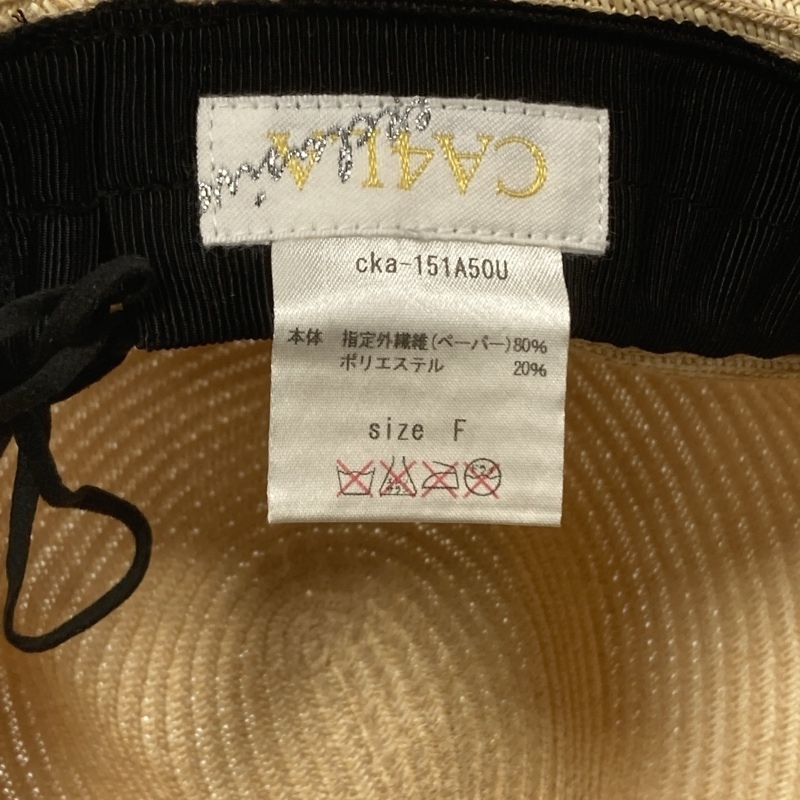 CA4LA
cka-151A50U
本体 指定外繊維(ペーパー)80%
ポリエステル 20%
size F